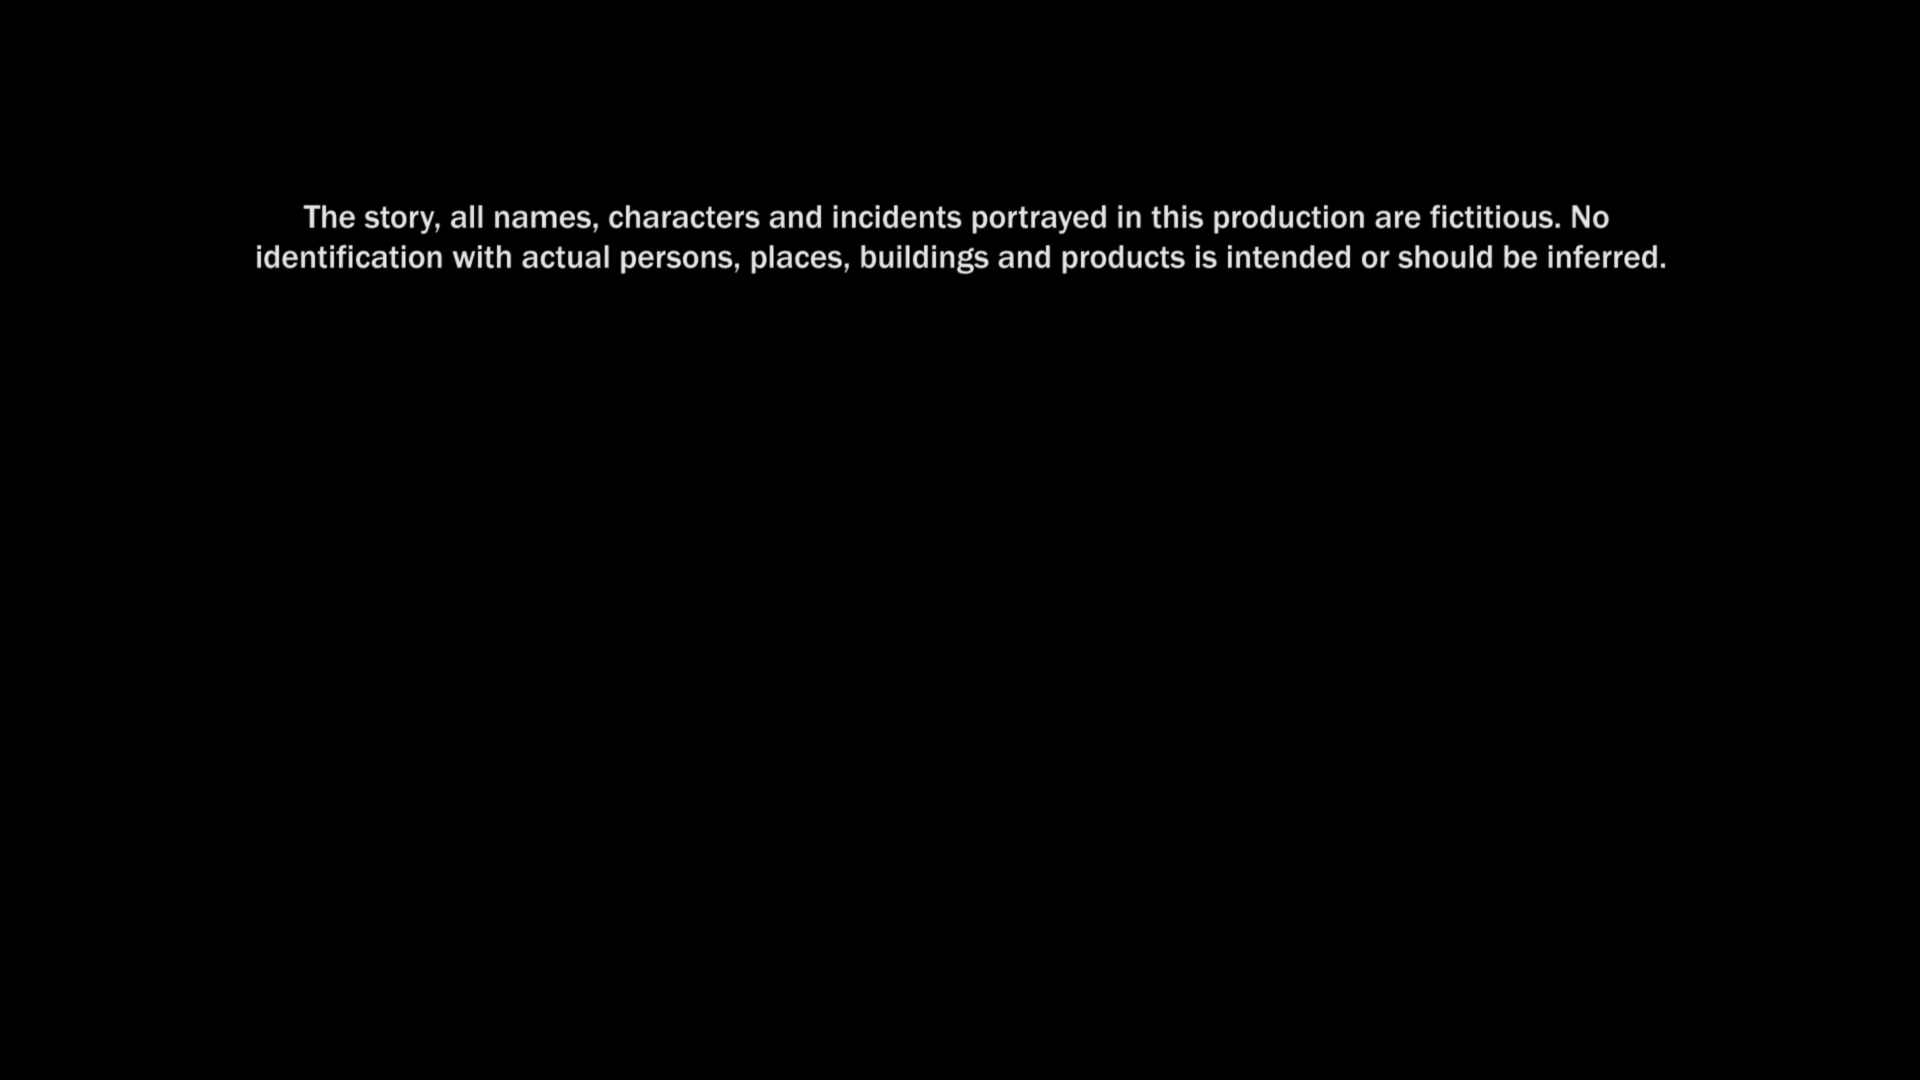 The story, all names, characters and incidents portrayed in this production are fictitious. No
identification with actual persons, places, buildings and products is intended or should be inferred.